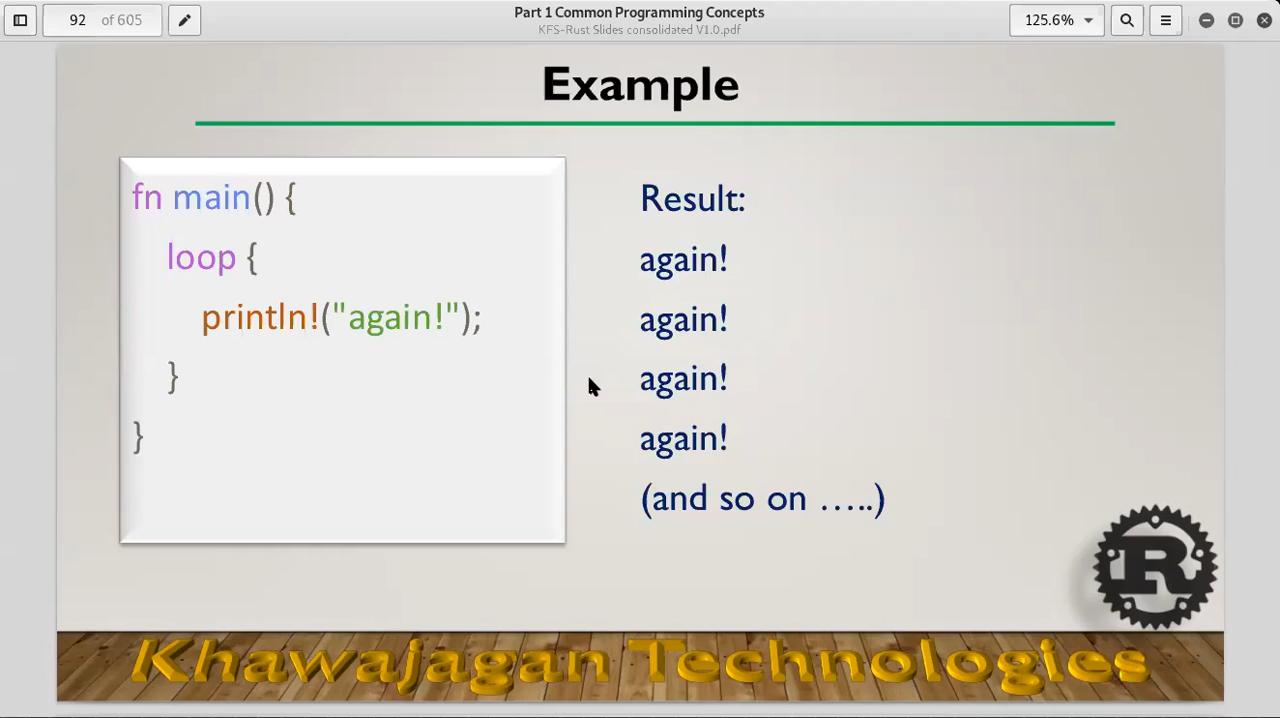 92 of 605
Part 1 Common Programming Concepts
KFS-Rust Slides consolidated V1.0.pdf
125.6%
Example
fn main() {
loop {
println!("again!");
}
}
Result:
again!
again!
again!
again!
(and so on …..)
R
Khawajagan Technologies